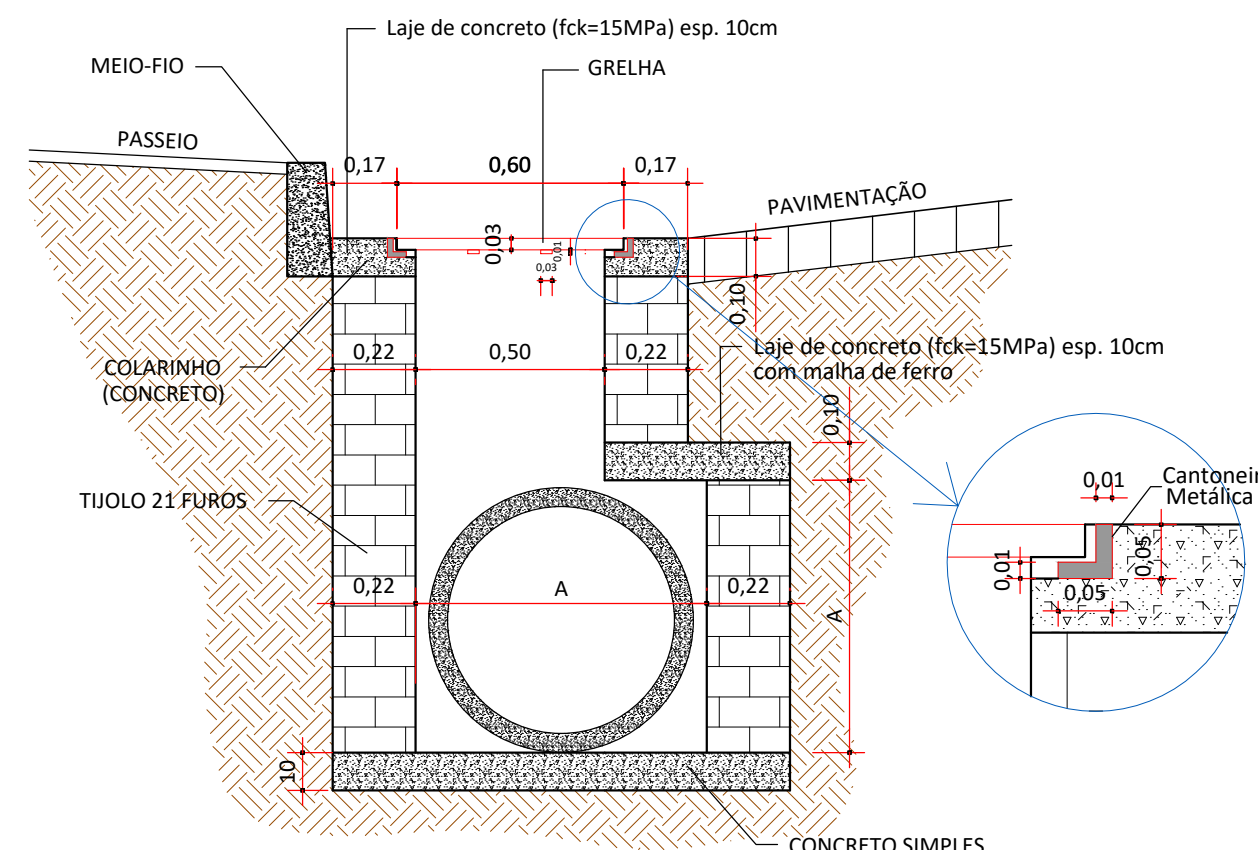 Laje de concreto (fck=15MPa) esp. 10cm
MEIO-FIO
GRELHA
PASSEIO
0,17
0,60
0,17
PAVIMENTAÇÃO
0,03
0,01
0,03
0,10
COLARINHO
(CONCRETO)
0,22
0,50
0,22
Laje de concreto (fck=15MPa) esp. 10cm
com malha de ferro
0,10
TIJOLO 21 FUROS
0,22
A
0,22
A
0,01
Cantoneir
Metálica
0,01
0,05
0,05
10
CONCRETO SIMPLES